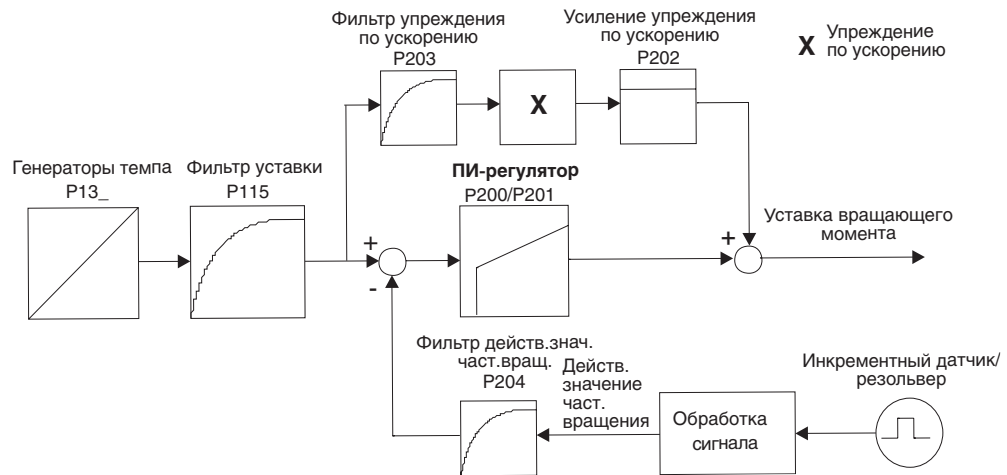 Фильтр упреждения
по ускорению
P203
Усиление упреждения
по ускорению
P202
X Упреждение
по ускорению
X
Генераторы темпа
P13_
Фильтр уставки
P115
ПИ-регулятор
P200/P201
Уставка вращающего
момента
+
-
+
Фильтр действ.знач.
част.вращ.
P204
Действ.
значение
част.
вращения
Обработка
сигнала
Инкрементный датчик/
резольвер